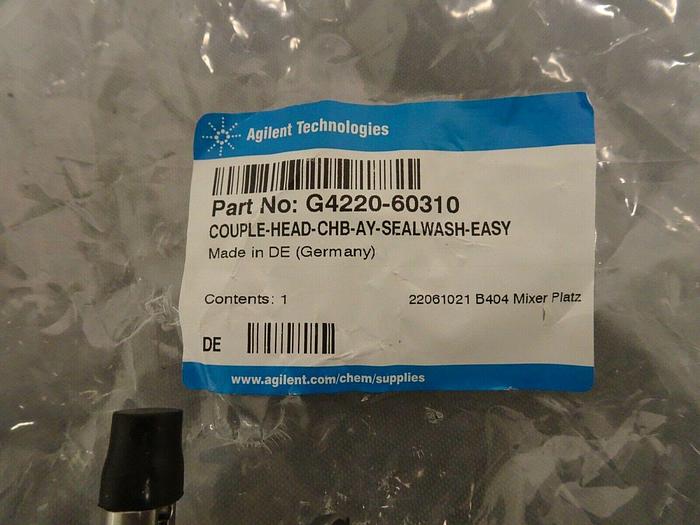 Agilent Technologies
Part No: G4220-60310
COUPLE-HEAD-CHB-AY-SEALWASH-EASY
Made in DE (Germany)
Contents: 1
22061021 B404 Mixer Platz
DE
www.agilent.com/chem/supplies